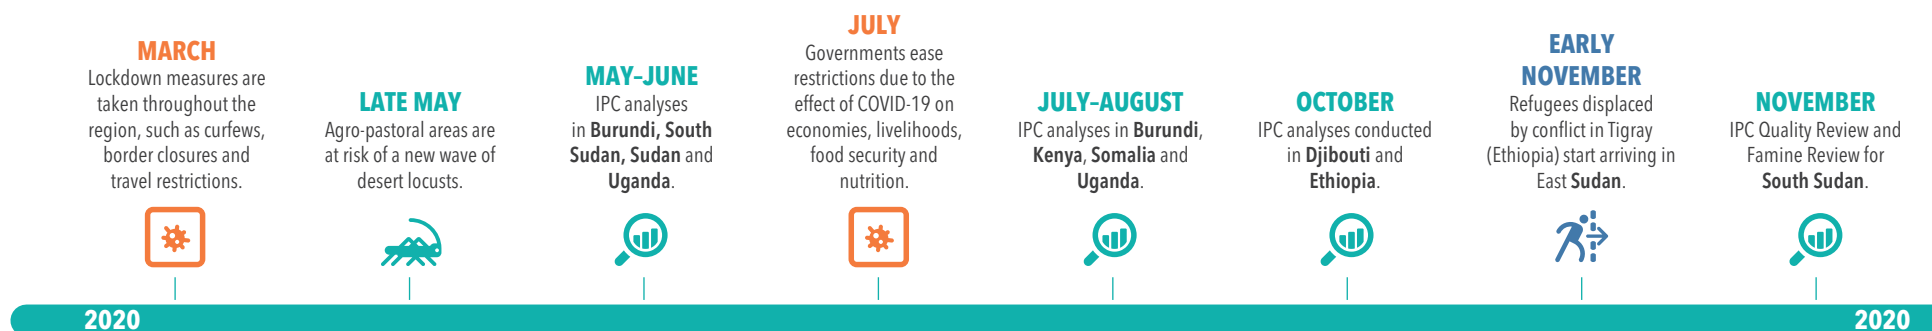 MARCH
Lockdown measures are
taken throughout the
region, such as curfews,
border closures and
travel restrictions.
LATE MAY
Agro-pastoral areas are
at risk of a new wave of
desert locusts.
MAY–JUNE
IPC analyses
in Burundi, South
Sudan, Sudan and
Uganda.
JULY
Governments ease
restrictions due to the
effect of COVID-19 on
economies, livelihoods,
food security and
nutrition.
JULY–AUGUST
IPC analyses in Burundi,
Kenya, Somalia and
Uganda.
OCTOBER
IPC analyses conducted
in Djibouti and
Ethiopia.
EARLY
NOVEMBER
Refugees displaced
by conflict in Tigray
(Ethiopia) start arriving in
East Sudan.
NOVEMBER
IPC Quality Review and
Famine Review for
South Sudan.
2020
2020